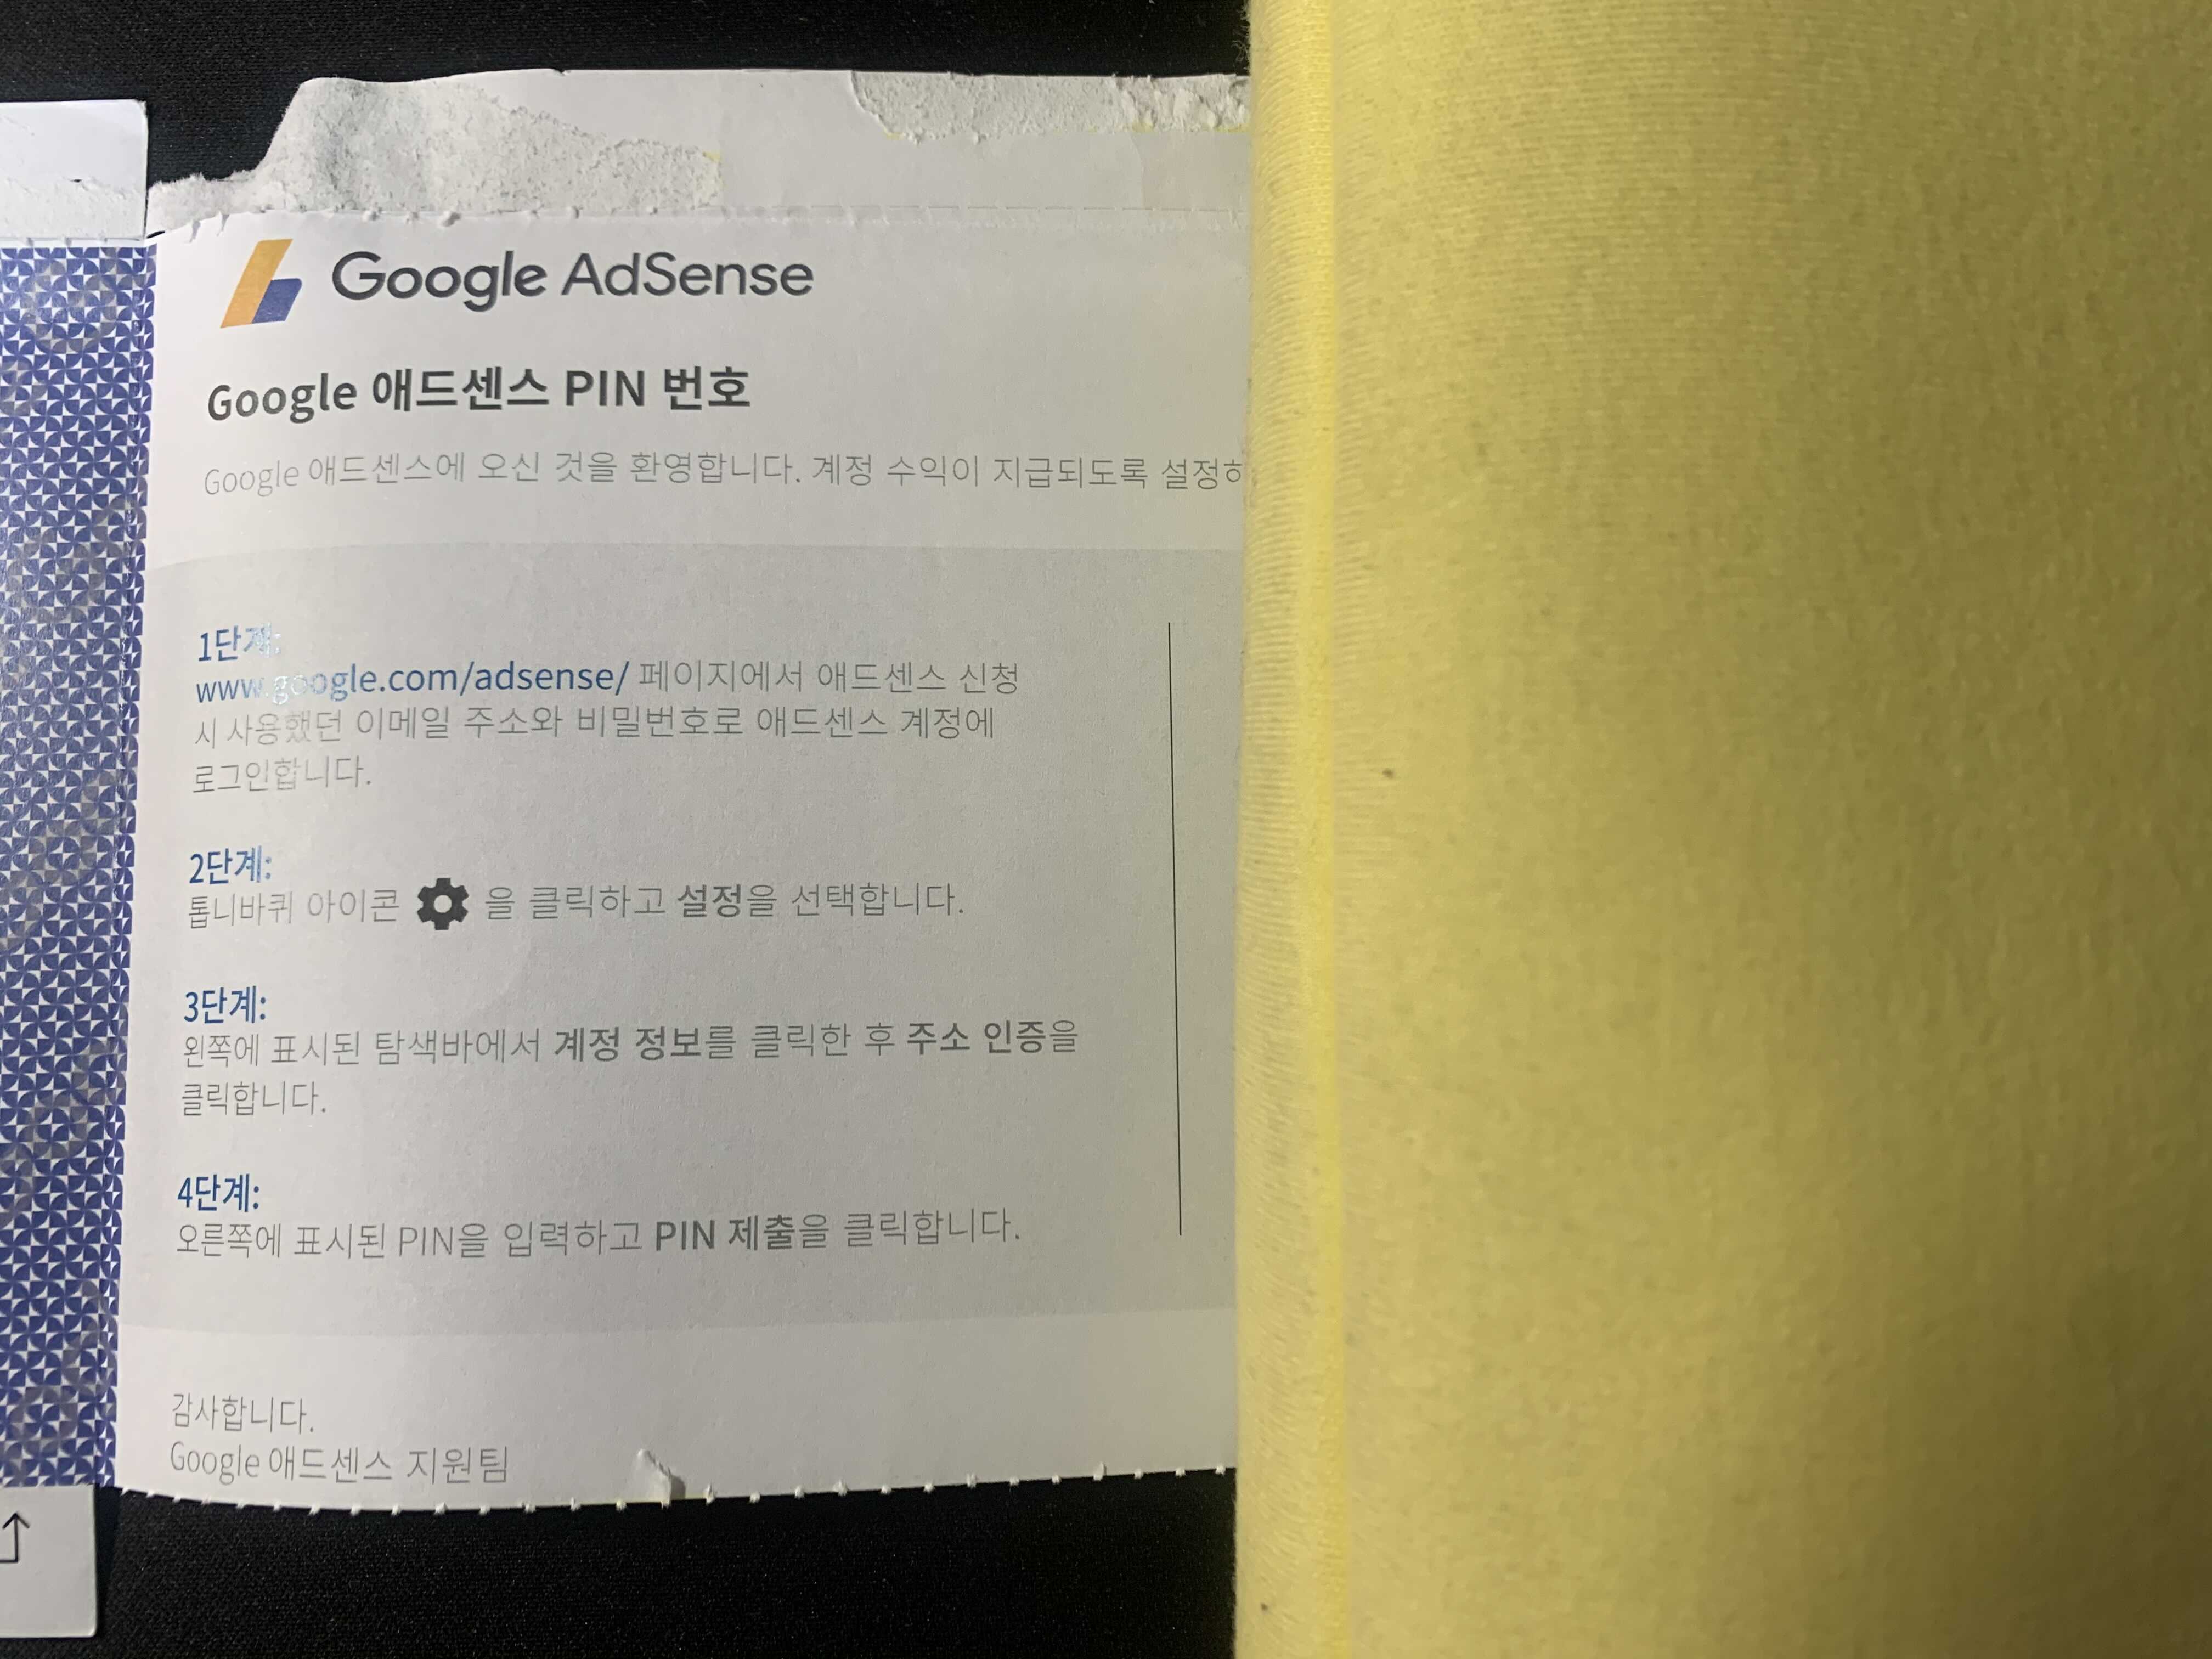 Google AdSense
Google 애드센스 PIN 번호
Google 애드센스에 오신 것을 환영합니다. 계정 수익이 지급되도록 설정하
1단계:
www.google.com/adsense/ 페이지에서 애드센스 신청
시 사용했던 이메일 주소와 비밀번호로 애드센스 계정에
로그인합니다.
2단계:
톱니바퀴 아이콘 을 클릭하고 설정을 선택합니다.
3단계:
왼쪽에 표시된 탐색바에서 계정 정보를 클릭한 후 주소 인증을
클릭합니다.
4단계:
오른쪽에 표시된 PIN을 입력하고 PIN 제출을 클릭합니다.
감사합니다.
Google 애드센스 지원팀